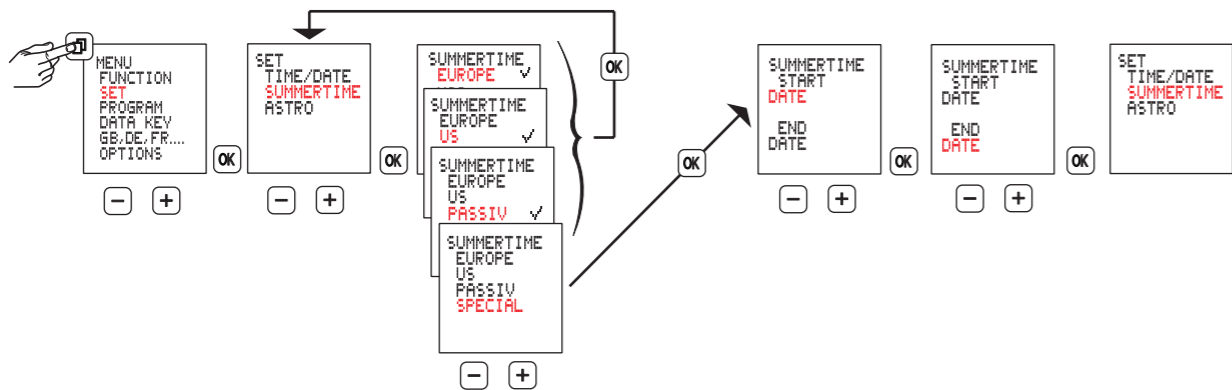 MENU
FUNCTION
SET
PROGRAM
DATA KEY
GB,DE,FR....
OPTIONS
OK
− +
SET
TIME/DATE
SUMMERTIME
ASTRO
OK
− +
SUMMERTIME
EUROPE ✓
SUMMERTIME
EUROPE
US ✓
SUMMERTIME
EUROPE
US
PASSIV ✓
SUMMERTIME
EUROPE
US
PASSIV
SPECIAL
− +
OK
OK
SUMMERTIME
START
DATE
END
DATE
OK
− +
SUMMERTIME
START
DATE
END
DATE
OK
− +
SET
TIME/DATE
SUMMERTIME
ASTRO